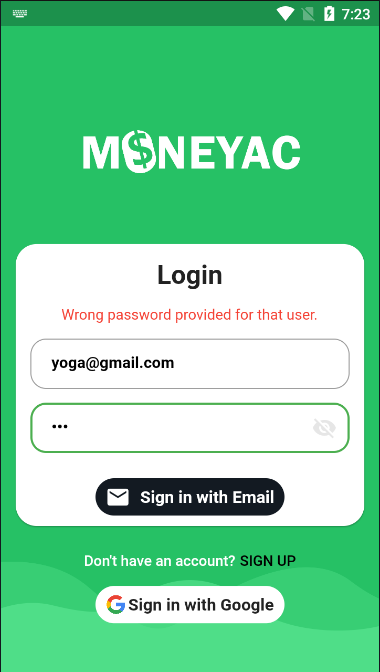 7:23
M$NEYAC
Login
Wrong password provided for that user.
yoga@gmail.com
•••
Sign in with Email
Don't have an account? SIGN UP
Sign in with Google